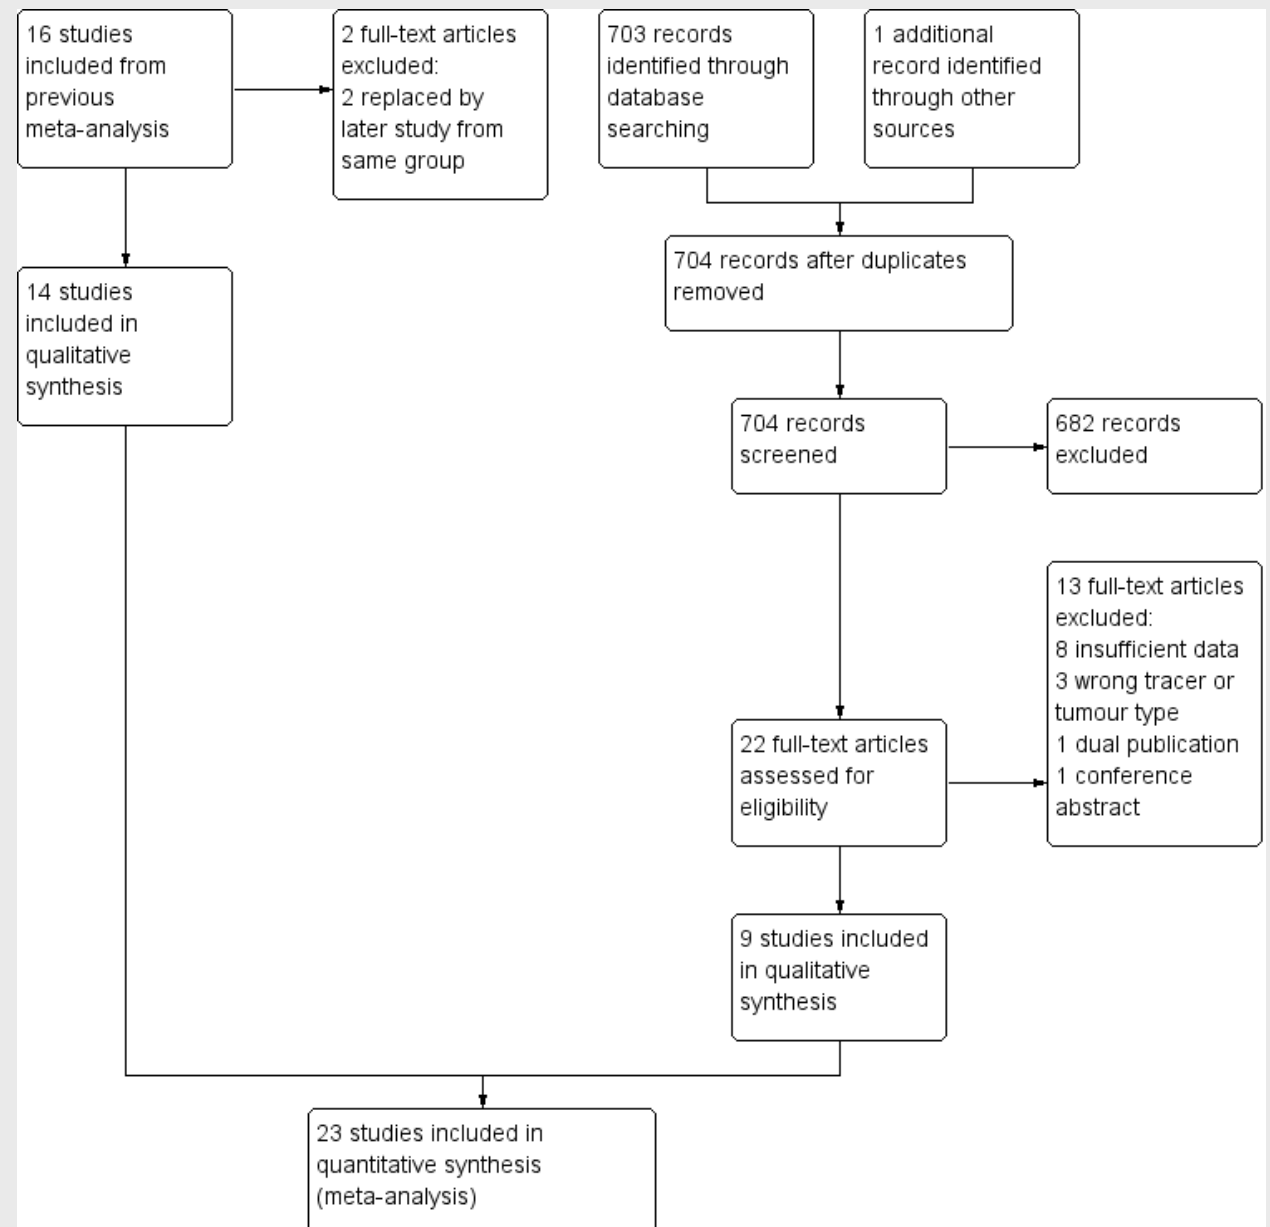 16 studies
included from
previous
meta-analysis
2 full-text articles
excluded:
2 replaced by
later study from
same group
703 records
identified through
database
searching
1 additional
record identified
through other
sources
704 records after duplicates
removed
14 studies
included in
qualitative
synthesis
704 records
screened
682 records
excluded
13 full-text articles
excluded:
8 insufficient data
3 wrong tracer or
tumour type
1 dual publication
1 conference
abstract
22 full-text articles
assessed for
eligibility
9 studies included
in qualitative
synthesis
23 studies included in
quantitative synthesis
(meta-analysis)